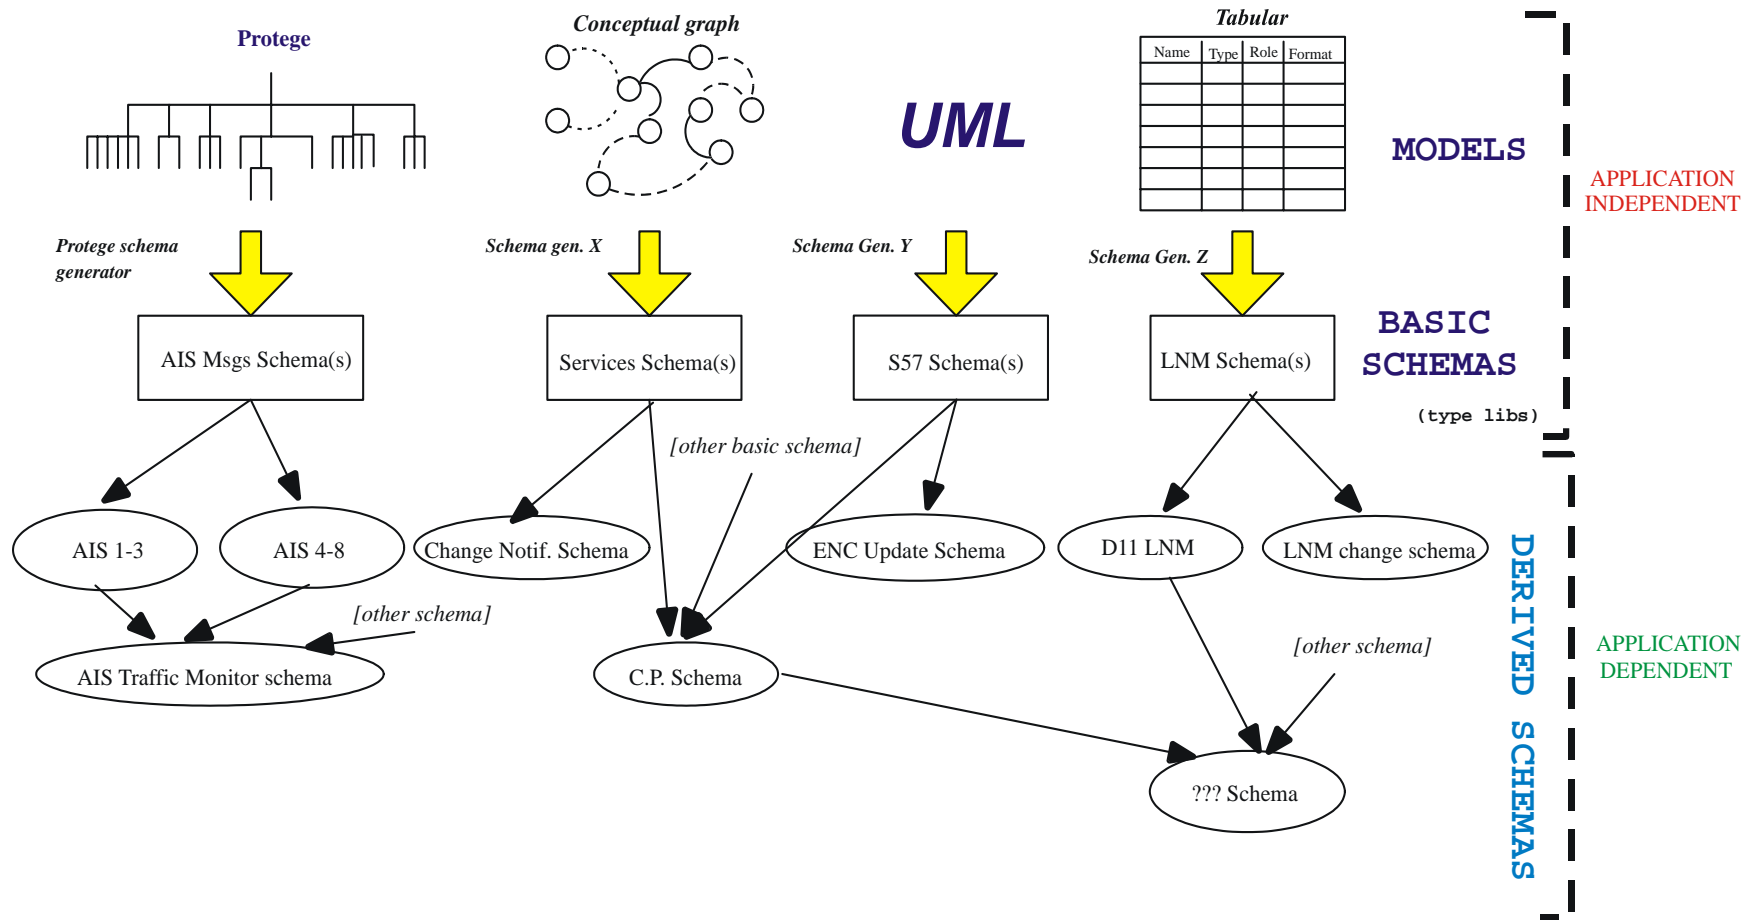 Protege
Conceptual graph
Tabular
Name Type Role Format
UML
MODELS
APPLICATION
INDEPENDENT
Protege schema
generator
Schema gen. X
Schema Gen. Y
Schema Gen. Z
AIS Msgs Schema(s)
Services Schema(s)
S57 Schema(s)
LNM Schema(s)
BASIC
SCHEMAS
(type libs)
[other basic schema]
AIS 1-3
AIS 4-8
Change Notif. Schema
ENC Update Schema
D11 LNM
LNM change schema
DERIVED SCHEMAS
[other schema]
[other schema]
APPLICATION
DEPENDENT
AIS Traffic Monitor schema
C.P. Schema
??? Schema